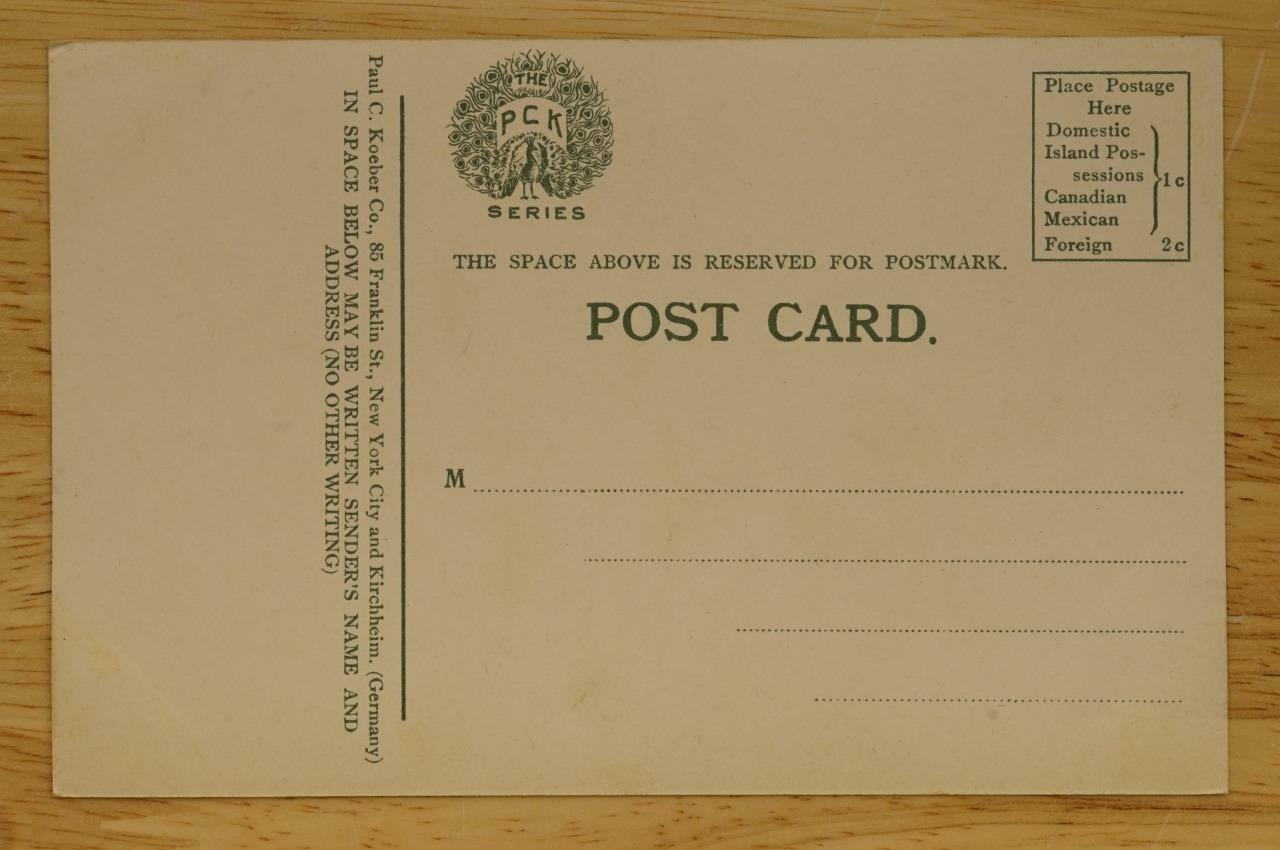 Paul C. Koeber Co., 85 Franklin St., New York City and Kirchheim. (Germany)
IN SPACE BELOW MAY BE WRITTEN SENDER'S NAME AND
ADDRESS (NO OTHER WRITING)
THE
PCK
SERIES
Place Postage
Here
Domestic
Island Pos-
sessions
1c
Canadian
Mexican
Foreign 2c
THE SPACE ABOVE IS RESERVED FOR POSTMARK.
POST CARD.
M